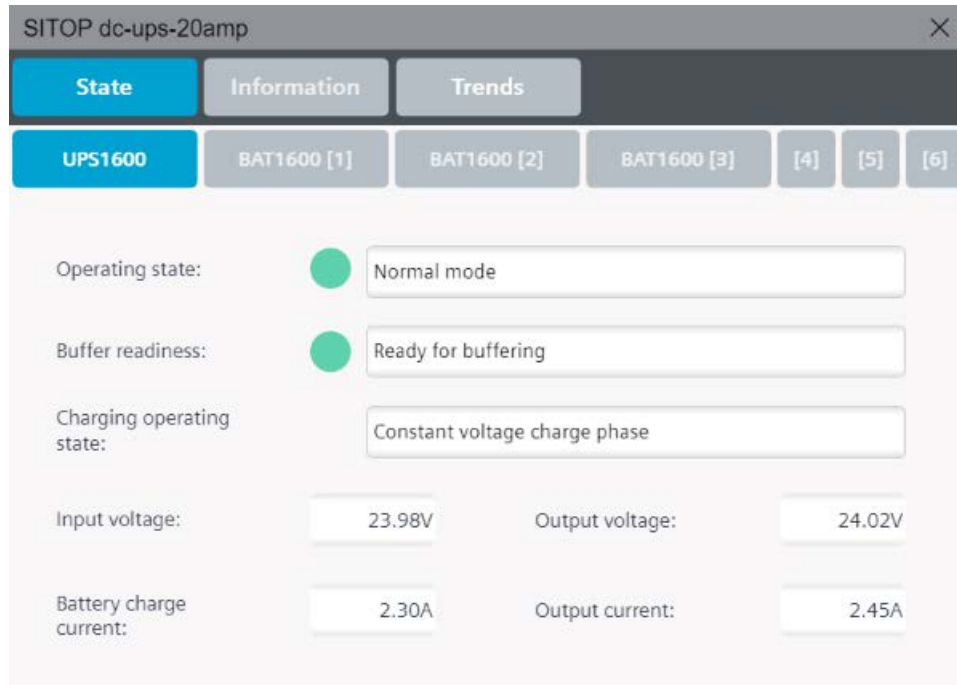 SITOP dc-ups-20amp
State Information Trends
UPS1600 BAT1600 [1] BAT1600 [2] BAT1600 [3] [4] [5] [6]
Operating state: Normal mode
Buffer readiness: Ready for buffering
Charging operating
state:
Constant voltage charge phase
Input voltage: 23.98V Output voltage: 24.02V
Battery charge
current:
2.30A Output current: 2.45A